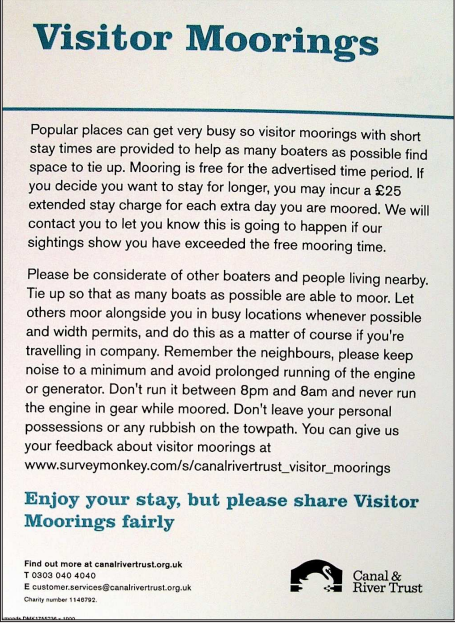 Visitor Moorings
Popular places can get very busy so visitor moorings with short
stay times are provided to help as many boaters as possible find
space to tie up. Mooring is free for the advertised time period. If
you decide you want to stay for longer, you may incur a £25
extended stay charge for each extra day you are moored. We will
contact you to let you know this is going to happen if our
sightings show you have exceeded the free mooring time.
Please be considerate of other boaters and people living nearby.
Tie up so that as many boats as possible are able to moor. Let
others moor alongside you in busy locations whenever possible
and width permits, and do this as a matter of course if you're
travelling in company. Remember the neighbours, please keep
noise to a minimum and avoid prolonged running of the engine
or generator. Don't run it between 8pm and 8am and never run
the engine in gear while moored. Don't leave your personal
possessions or any rubbish on the towpath. You can give us
your feedback about visitor moorings at
www.surveymonkey.com/s/canalrivertrust_visitor_moorings
Enjoy your stay, but please share Visitor
Moorings fairly
Find out more at canalrivertrust.org.uk
T 0303 040 4040
E customer.services@canalrivertrust.org.uk
Charity number 1146792.
Canal &
River Trust